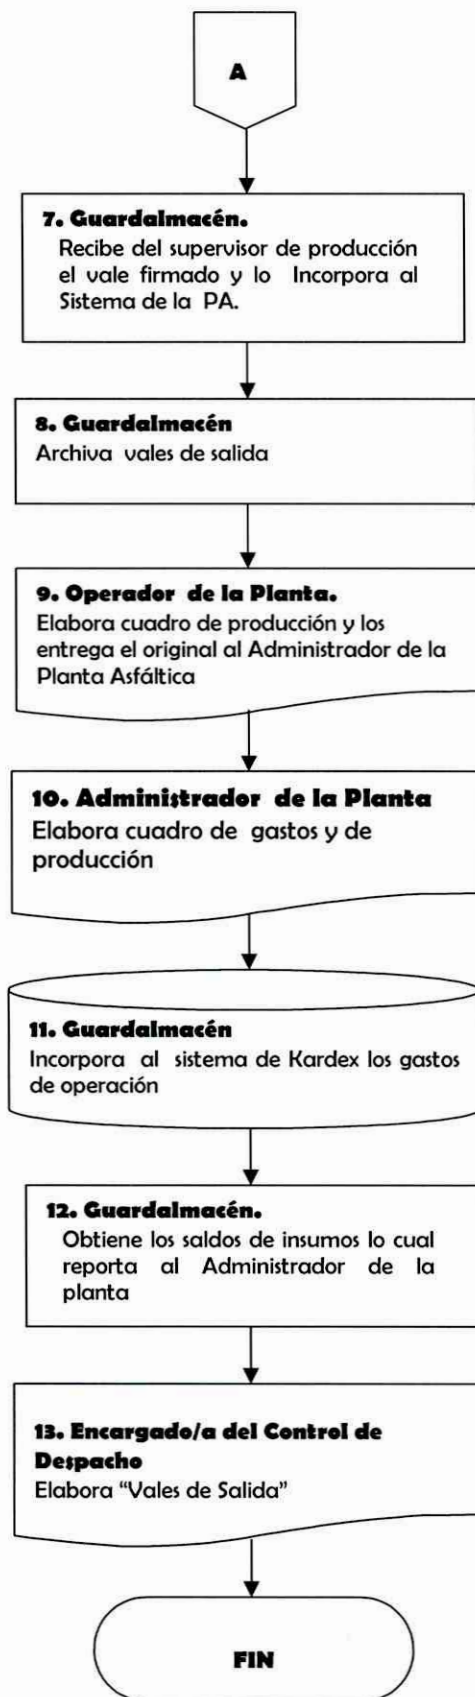 A
7. Guardalmacén.
Recibe del supervisor de producción
el vale firmado y lo Incorpora al
Sistema de la PA.
8. Guardalmacén
Archiva vales de salida
9. Operador de la Planta.
Elabora cuadro de producción y los
entrega el original al Administrador de la
Planta Asfáltica
10. Administrador de la Planta
Elabora cuadro de gastos y de
producción
11. Guardalmacén
Incorpora al sistema de Kardex los gastos
de operación
12. Guardalmacén.
Obtiene los saldos de insumos lo cual
reporta al Administrador de la
planta
13. Encargado/a del Control de
Despacho
Elabora “Vales de Salida”
FIN